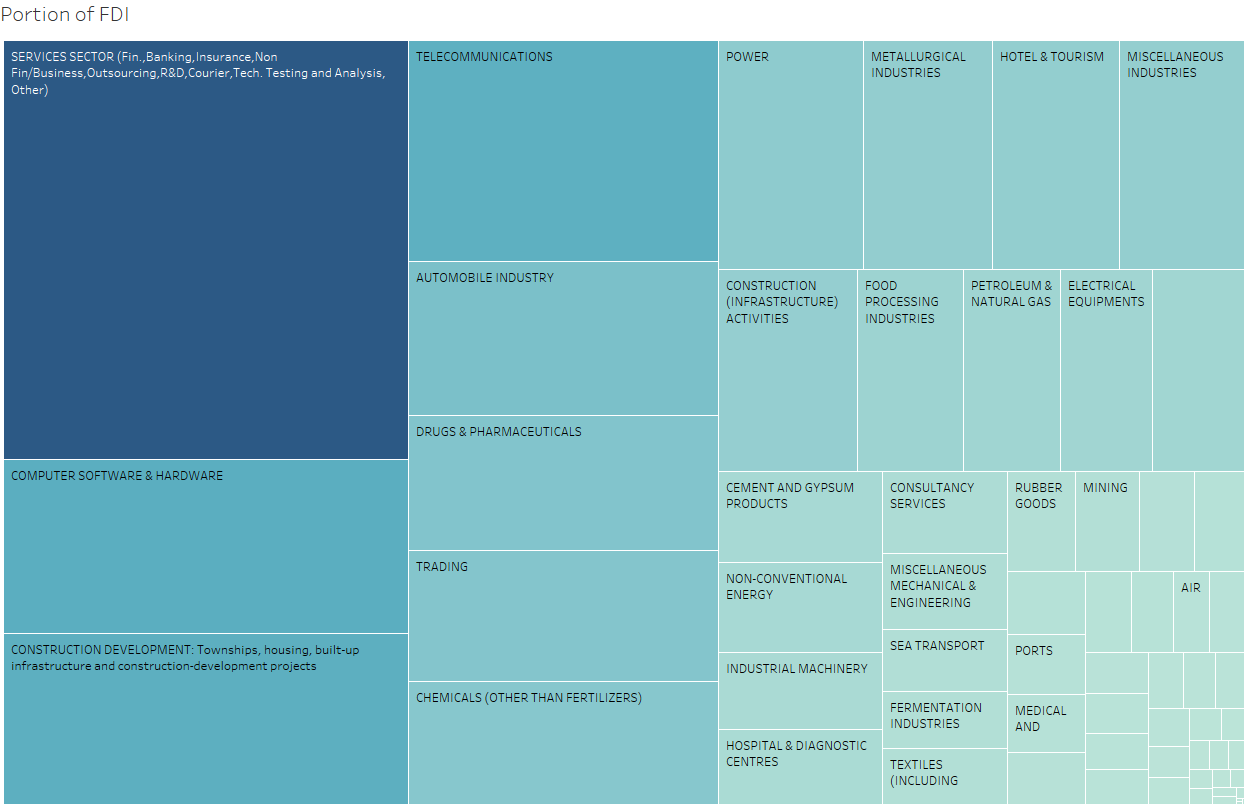 Portion of FDI
SERVICES SECTOR (Fin.,Banking,Insurance,Non
Fin/Business,Outsourcing,R&D,Courier,Tech. Testing and Analysis,
Other)
COMPUTER SOFTWARE & HARDWARE
CONSTRUCTION DEVELOPMENT: Townships, housing, built-up
infrastructure and construction-development projects
TELECOMMUNICATIONS
AUTOMOBILE INDUSTRY
DRUGS & PHARMACEUTICALS
TRADING
CHEMICALS (OTHER THAN FERTILIZERS)
POWER
METALLURGICAL
INDUSTRIES
HOTEL & TOURISM
MISCELLANEOUS
INDUSTRIES
CONSTRUCTION
(INFRASTRUCTURE)
ACTIVITIES
FOOD
PROCESSING
INDUSTRIES
PETROLEUM &
NATURAL GAS
ELECTRICAL
EQUIPMENTS
CEMENT AND GYPSUM
PRODUCTS
NON-CONVENTIONAL
ENERGY
INDUSTRIAL MACHINERY
HOSPITAL & DIAGNOSTIC
CENTRES
CONSULTANCY
SERVICES
MISCELLANEOUS
MECHANICAL &
ENGINEERING
SEA TRANSPORT
FERMENTATION
INDUSTRIES
TEXTILES
(INCLUDING
RUBBER
GOODS
MINING
AIR
PORTS
MEDICAL
AND